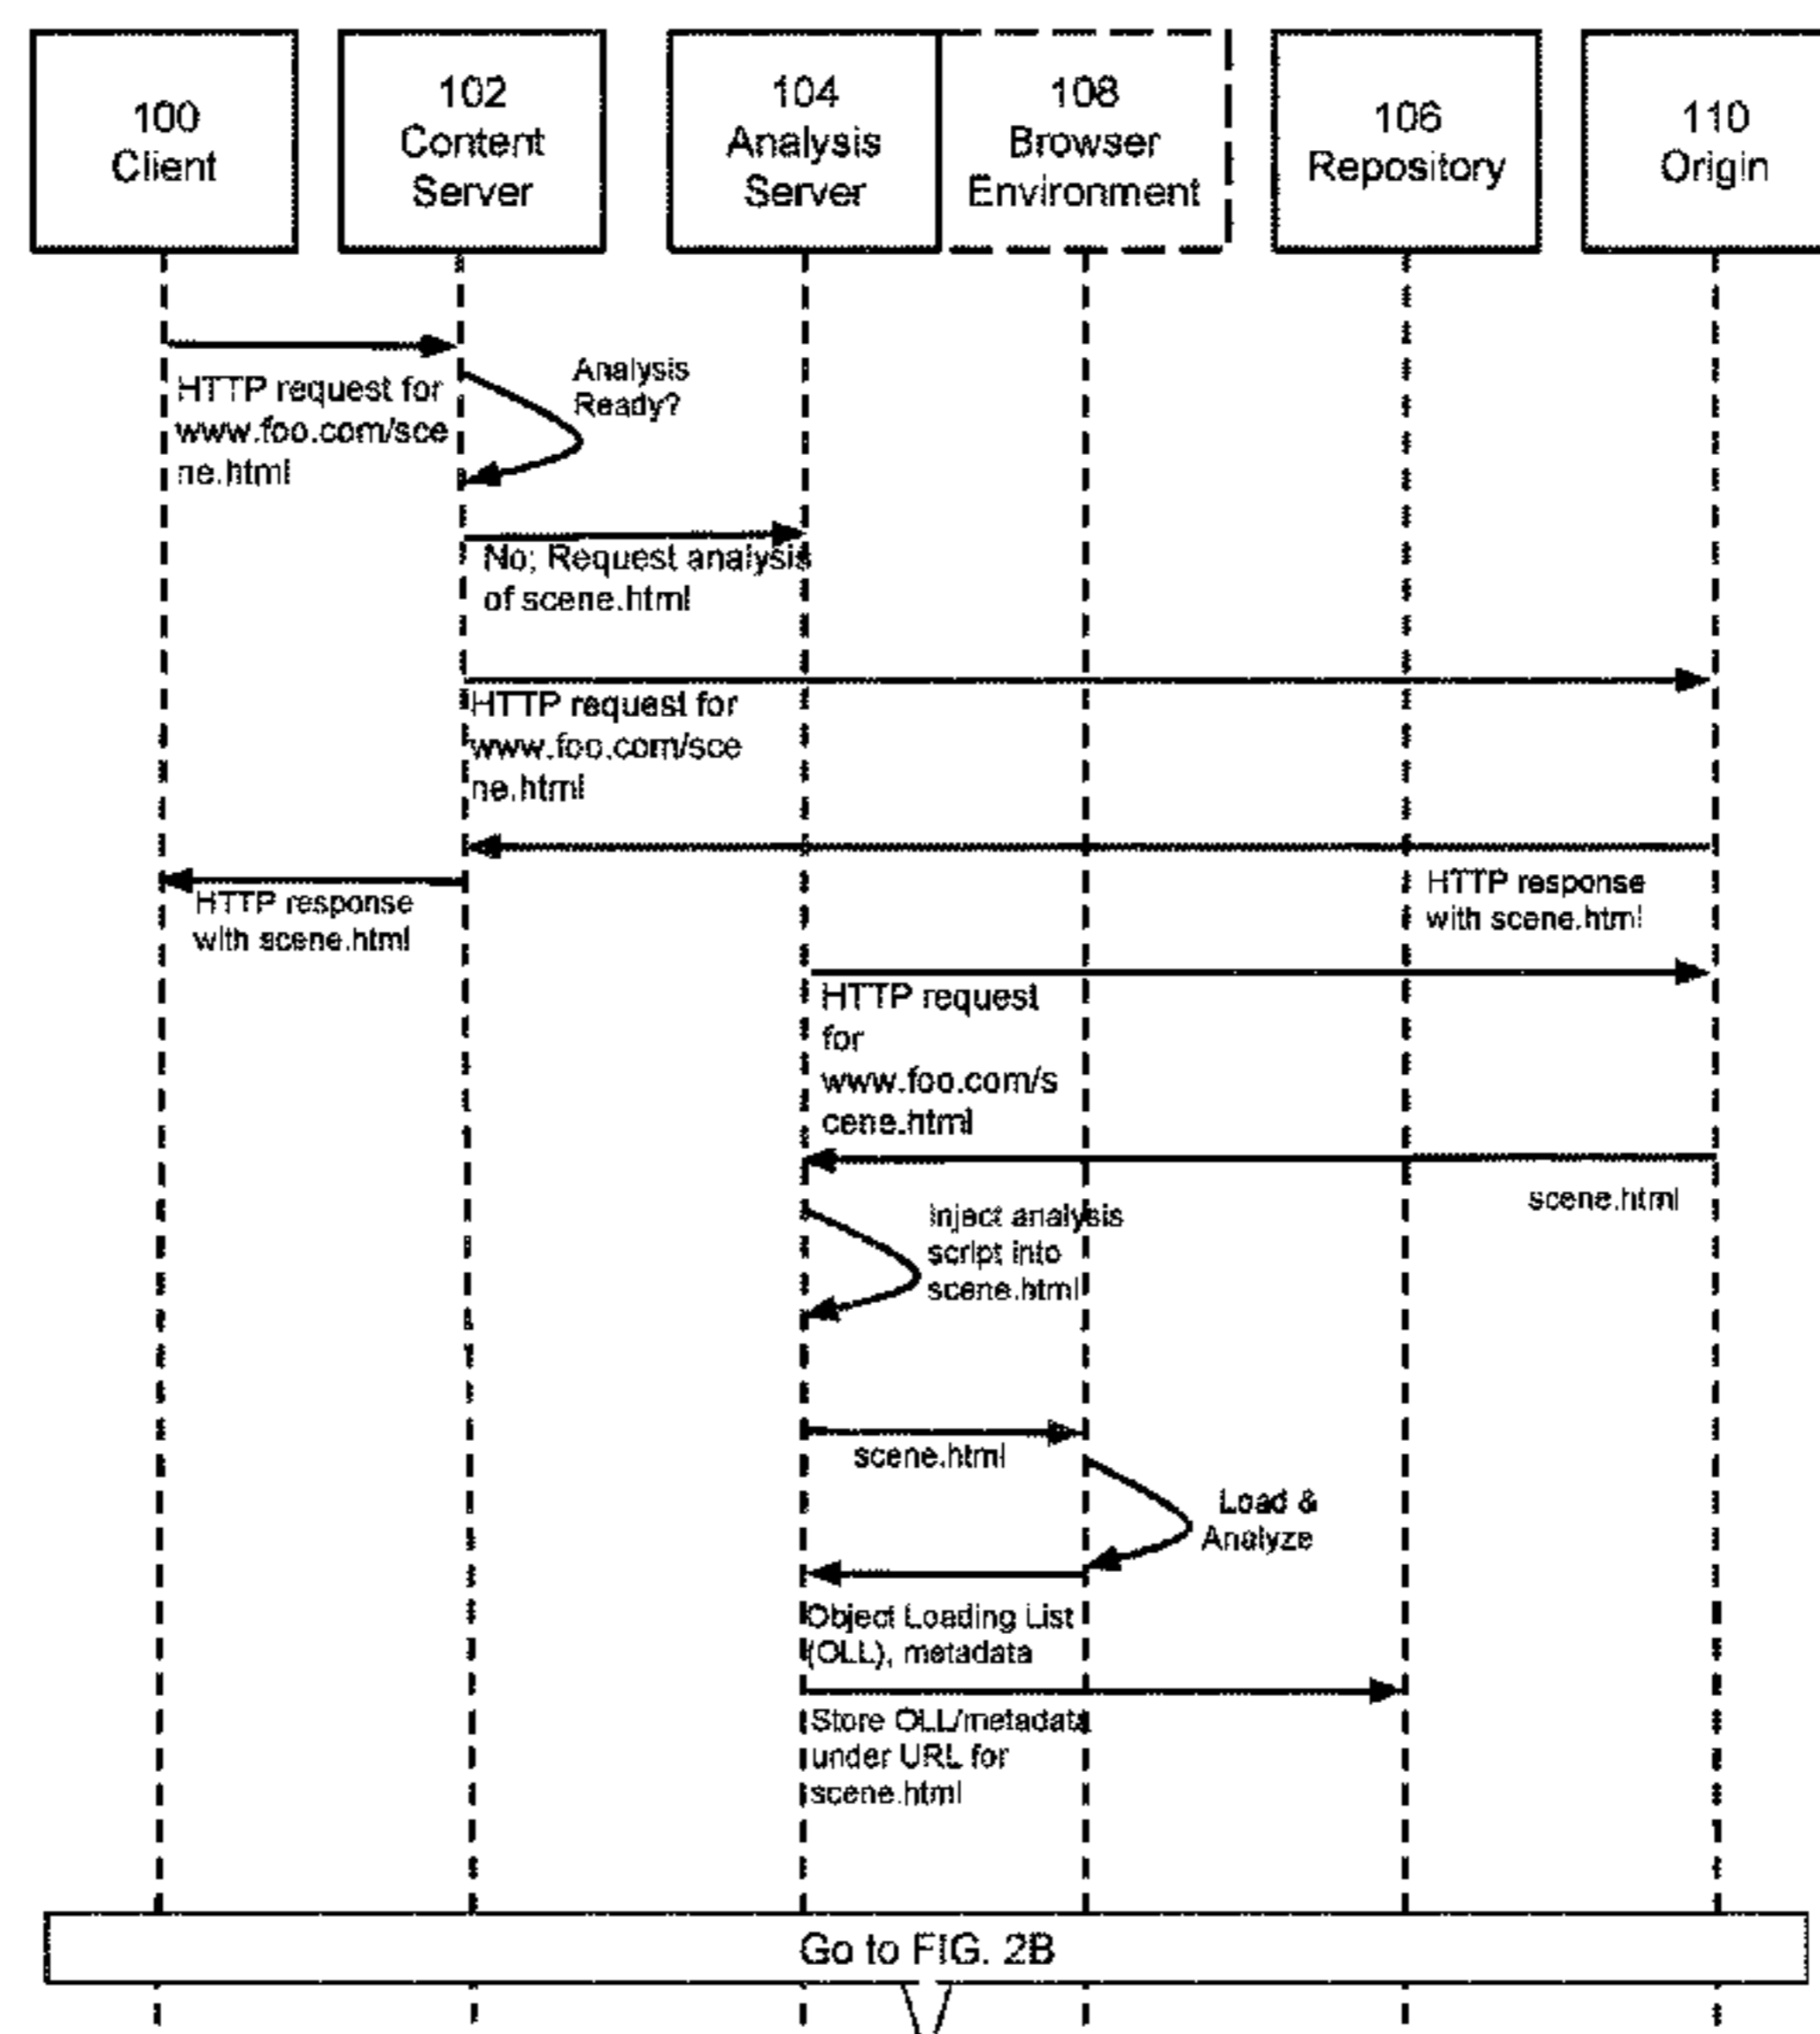 100
Client
102
Content
Server
104
Analysis
Server
108
Browser
Environment
106
Repository
110
Origin
HTTP request for
www.foo.com/sce
ne.html
Analysis
Ready?
No; Request analysis
of scene.html
HTTP request for
www.foo.com/sce
ne.html
HTTP response
with scene.html
HTTP response
with scene.html
HTTP request
for
www.foo.com/s
cene.html
scene.html
Inject analysis
script into
scene.html
scene.html
Load &
Analyze
Object Loading List
(OLL), metadata
Store OLL/metadata
under URL for
scene.html
Go to FIG. 2B